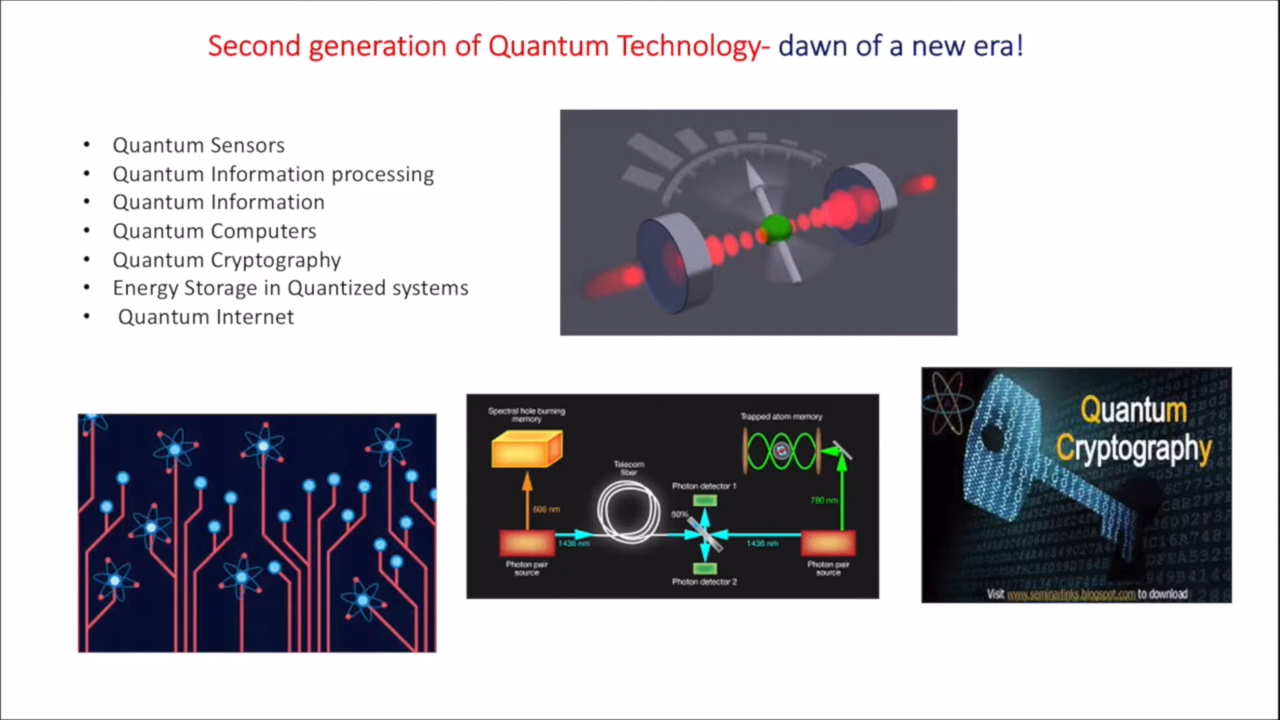 Second generation of Quantum Technology- dawn of a new era!
• Quantum Sensors
• Quantum Information processing
• Quantum Information
• Quantum Computers
• Quantum Cryptography
• Energy Storage in Quantized systems
• Quantum Internet
Spectral hole burning
memory
Trapped atom memory
Telecom
fiber
Photon detector 1
606 nm
50%
780 nm
1436 nm
1436 nm
Photon pair
source
Photon detector 2
Photon pair
source
Quantum
Cryptography
Visit www.seminarlinks.blogspot.com to download